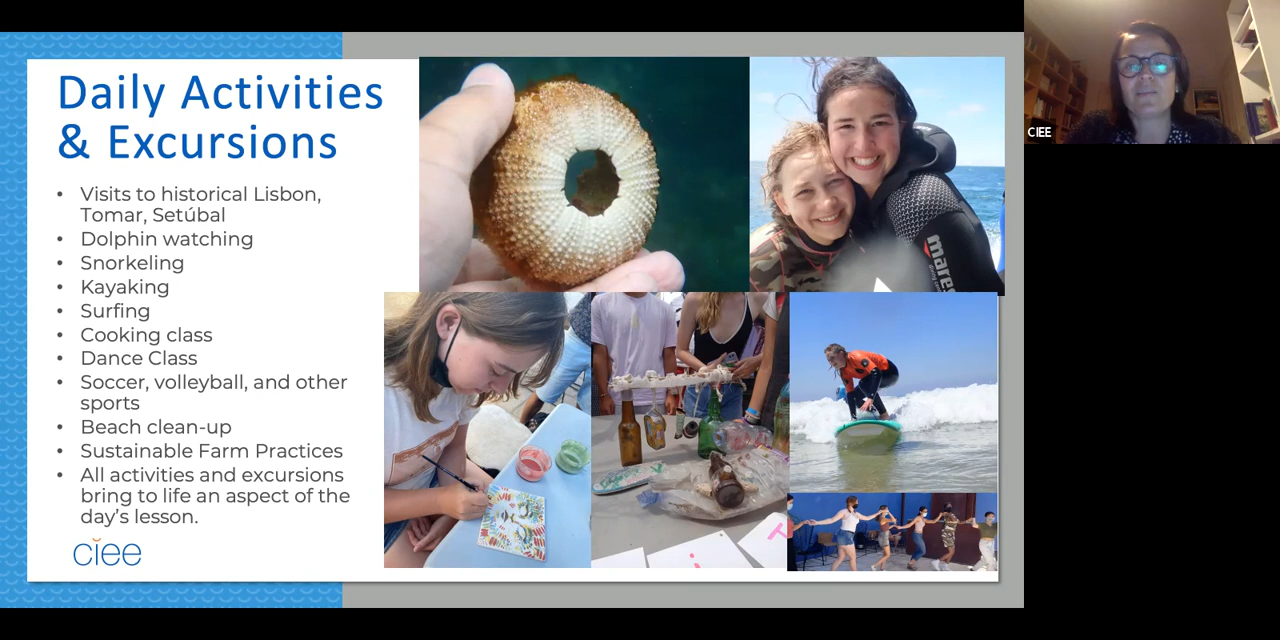 Daily Activities
& Excursions
• Visits to historical Lisbon,
Tomar, Setúbal
• Dolphin watching
• Snorkeling
• Kayaking
• Surfing
• Cooking class
• Dance Class
• Soccer, volleyball, and other
sports
• Beach clean-up
• Sustainable Farm Practices
• All activities and excursions
bring to life an aspect of the
day's lesson.
ciee
mares
CIEE